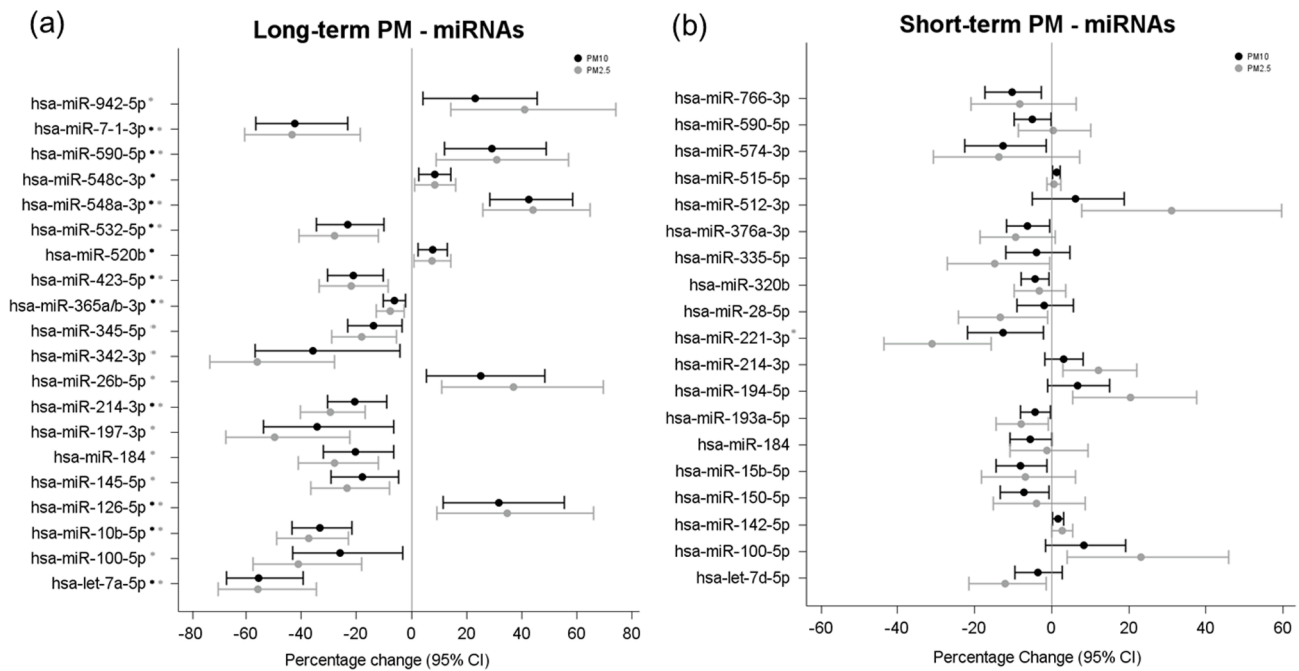 (a)
Long-term PM - miRNAs
PM10
PM2.5
hsa-miR-942-5p *
hsa-miR-7-1-3p **
hsa-miR-590-5p **
hsa-miR-548c-3p *
hsa-miR-548a-3p **
hsa-miR-532-5p **
hsa-miR-520b *
hsa-miR-423-5p **
hsa-miR-365a/b-3p **
hsa-miR-345-5p *
hsa-miR-342-3p *
hsa-miR-26b-5p *
hsa-miR-214-3p **
hsa-miR-197-3p *
hsa-miR-184 *
hsa-miR-145-5p *
hsa-miR-126-5p **
hsa-miR-10b-5p **
hsa-miR-100-5p *
hsa-let-7a-5p **
-80 -60 -40 -20 0 20 40 60 80
Percentage change (95% CI)
(b)
Short-term PM - miRNAs
PM10
PM2.5
hsa-miR-766-3p
hsa-miR-590-5p
hsa-miR-574-3p
hsa-miR-515-5p
hsa-miR-512-3p
hsa-miR-376a-3p
hsa-miR-335-5p
hsa-miR-320b
hsa-miR-28-5p
hsa-miR-221-3p *
hsa-miR-214-3p
hsa-miR-194-5p
hsa-miR-193a-5p
hsa-miR-184
hsa-miR-15b-5p
hsa-miR-150-5p
hsa-miR-142-5p
hsa-miR-100-5p
hsa-let-7d-5p
-60 -40 -20 0 20 40 60
Percentage Change (95% CI)